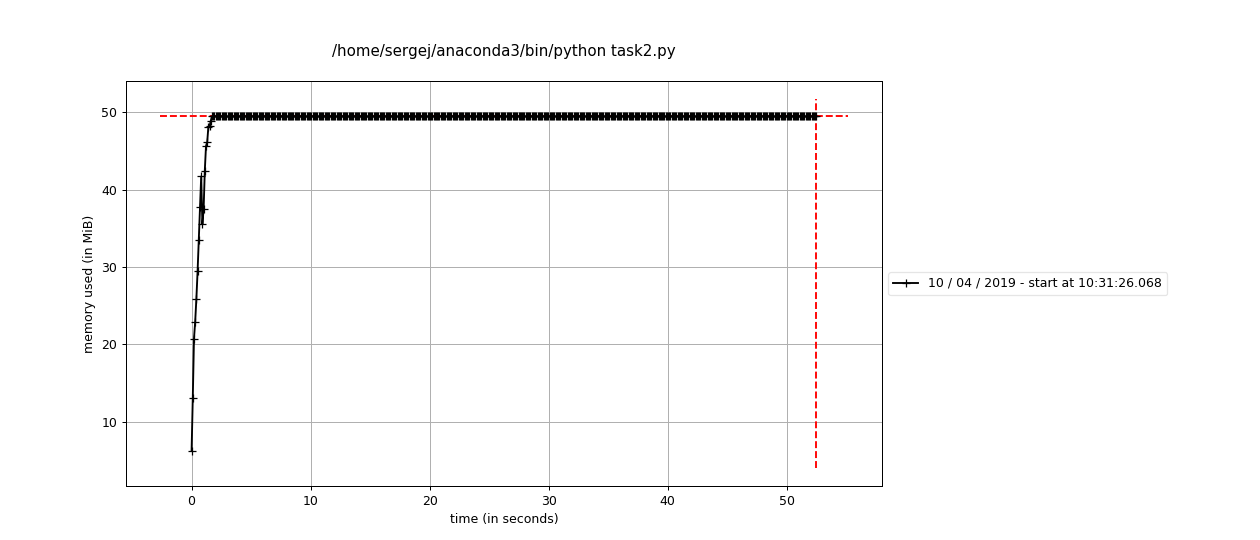 /home/sergej/anaconda3/bin/python task2.py
50
40
30
20
10
memory used (in MiB)
0 10 20 30 40 50
time (in seconds)
10 / 04 / 2019 - start at 10:31:26.068